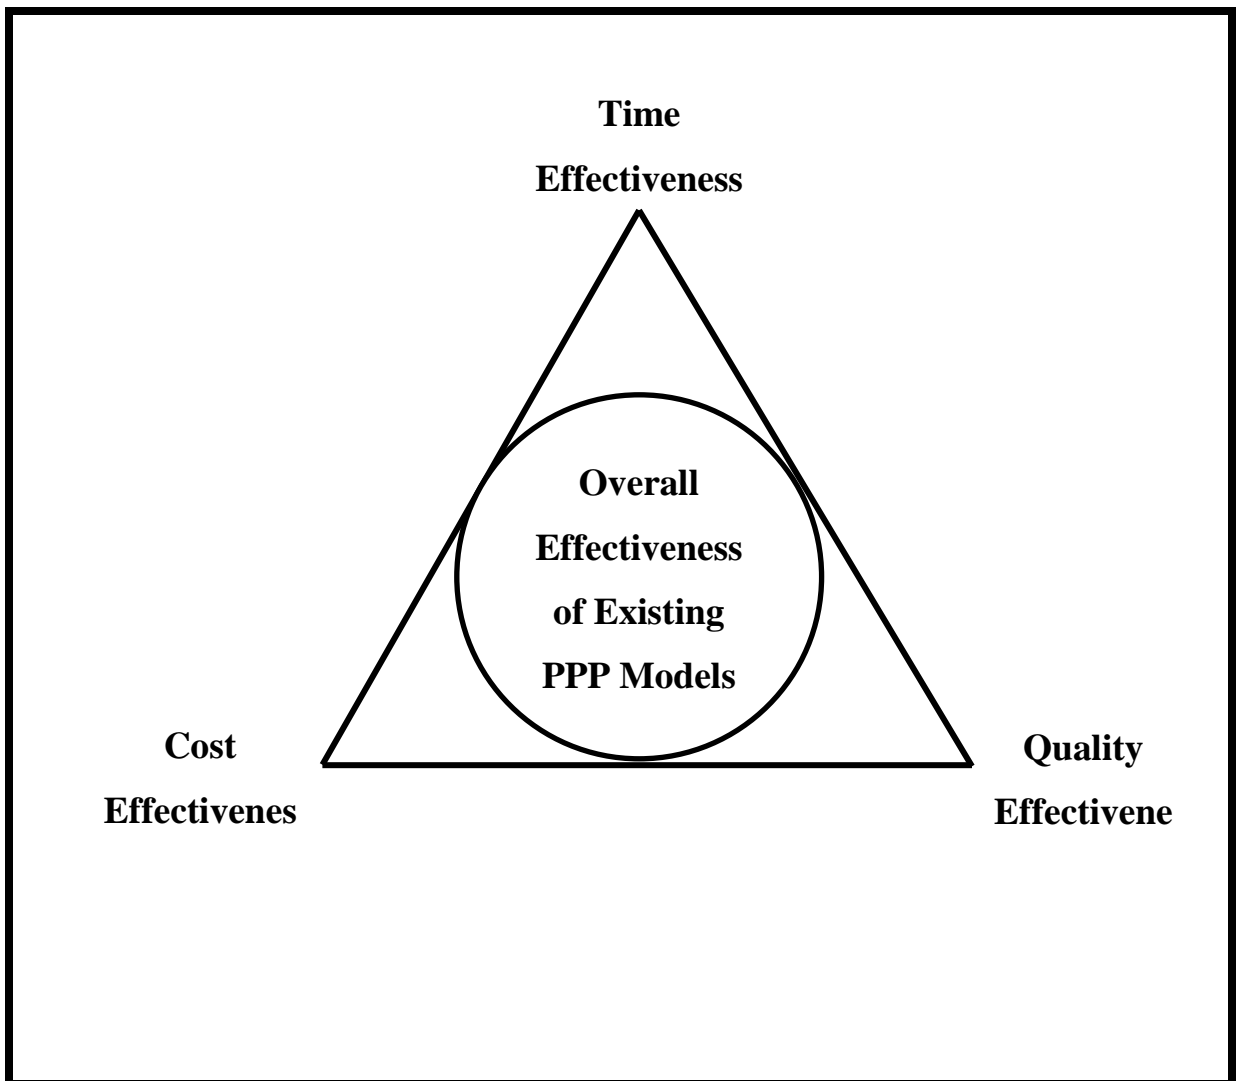 Time
Effectiveness
Overall
Effectiveness
of Existing
PPP Models
Cost
Effectivenes
Quality
Effectivene